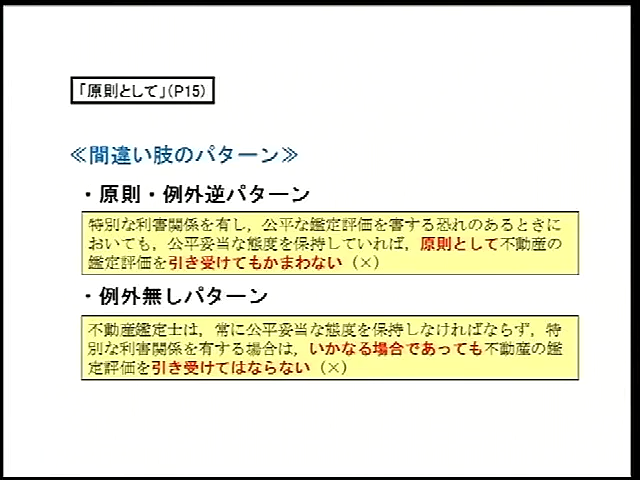 「原則として」(P15)
≪間違い肢のパターン≫
・原則・例外逆パターン
特別な利害関係を有し，公平な鑑定評価を害する恐れのあるときに
おいても，公平妥当な態度を保持していれば，原則として不動産の
鑑定評価を引き受けてもかまわない（×）
・例外無しパターン
不動産鑑定士は，常に公平妥当な態度を保持しなければならず，特
別な利害関係を有する場合は，いかなる場合であっても不動産の鑑
定評価を引き受けてはならない（×）